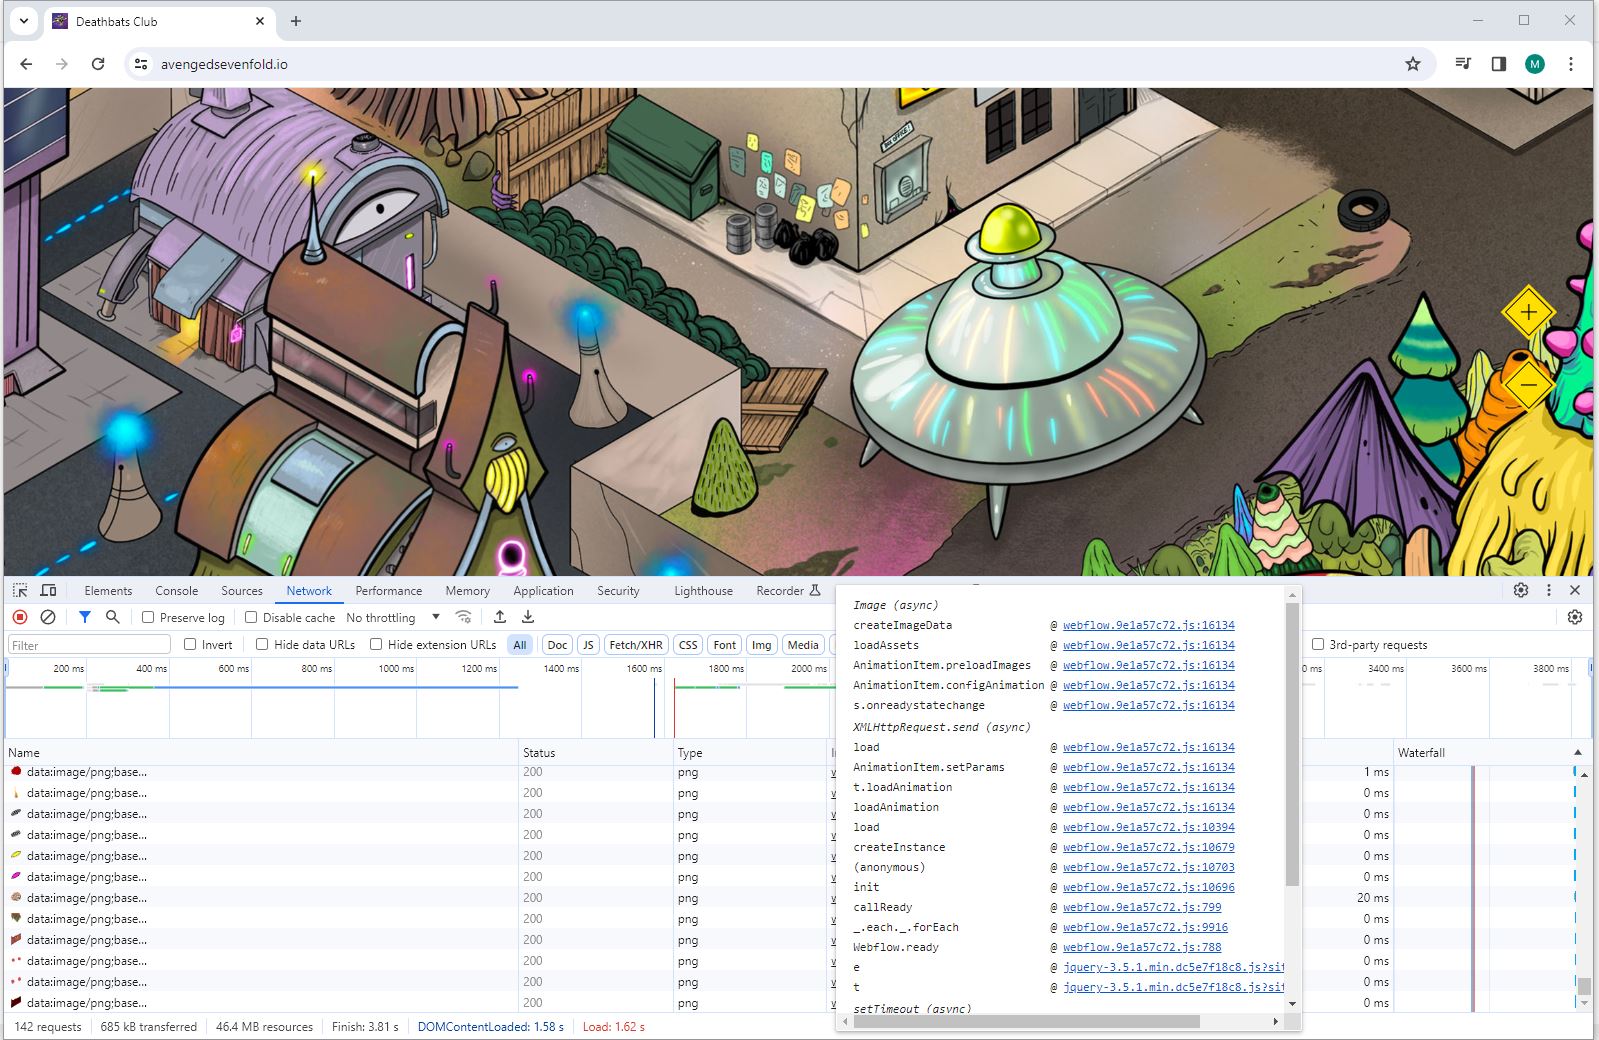 Deathbats Club
avengedsevenfold.io
M
BOX OFFICE
Elements Console Sources Network Performance Memory Application Security Lighthouse Recorder
Preserve log Disable cache No throttling
Filter Invert Hide data URLs Hide extension URLs All Doc JS Fetch/XHR CSS Font Img Media 3rd-party requests
200 ms 400 ms 600 ms 800 ms 1000 ms 1200 ms 1400 ms 1600 ms 1800 ms 2000 ms 3400 ms 3600 ms 3800 ms
Name Status Type Waterfall
data:image/png;base... 200 png 1 ms
data:image/png;base... 200 png 0 ms
data:image/png;base... 200 png 0 ms
data:image/png;base... 200 png 0 ms
data:image/png;base... 200 png 0 ms
data:image/png;base... 200 png 0 ms
data:image/png;base... 200 png 20 ms
data:image/png;base... 200 png 0 ms
data:image/png;base... 200 png 0 ms
data:image/png;base... 200 png 0 ms
data:image/png;base... 200 png 0 ms
data:image/png;base... 200 png 0 ms
Image (async)
createImageData @ webflow.9e1a57c72.js:16134
loadAssets @ webflow.9e1a57c72.js:16134
AnimationItem.preloadImages @ webflow.9e1a57c72.js:16134
AnimationItem.configAnimation @ webflow.9e1a57c72.js:16134
s.onreadystatechange @ webflow.9e1a57c72.js:16134
XMLHttpRequest.send (async)
load @ webflow.9e1a57c72.js:16134
AnimationItem.setParams @ webflow.9e1a57c72.js:16134
t.loadAnimation @ webflow.9e1a57c72.js:16134
loadAnimation @ webflow.9e1a57c72.js:16134
load @ webflow.9e1a57c72.js:10394
createInstance @ webflow.9e1a57c72.js:10679
(anonymous) @ webflow.9e1a57c72.js:10703
init @ webflow.9e1a57c72.js:10696
callReady @ webflow.9e1a57c72.js:799
_.each._.forEach @ webflow.9e1a57c72.js:9916
Webflow.ready @ webflow.9e1a57c72.js:788
e @ jquery-3.5.1.min.dc5e7f18c8.js?sit
t @ jquery-3.5.1.min.dc5e7f18c8.js?sit
setTimeout (async)
142 requests 685 kB transferred 46.4 MB resources Finish: 3.81 s DOMContentLoaded: 1.58 s Load: 1.62 s